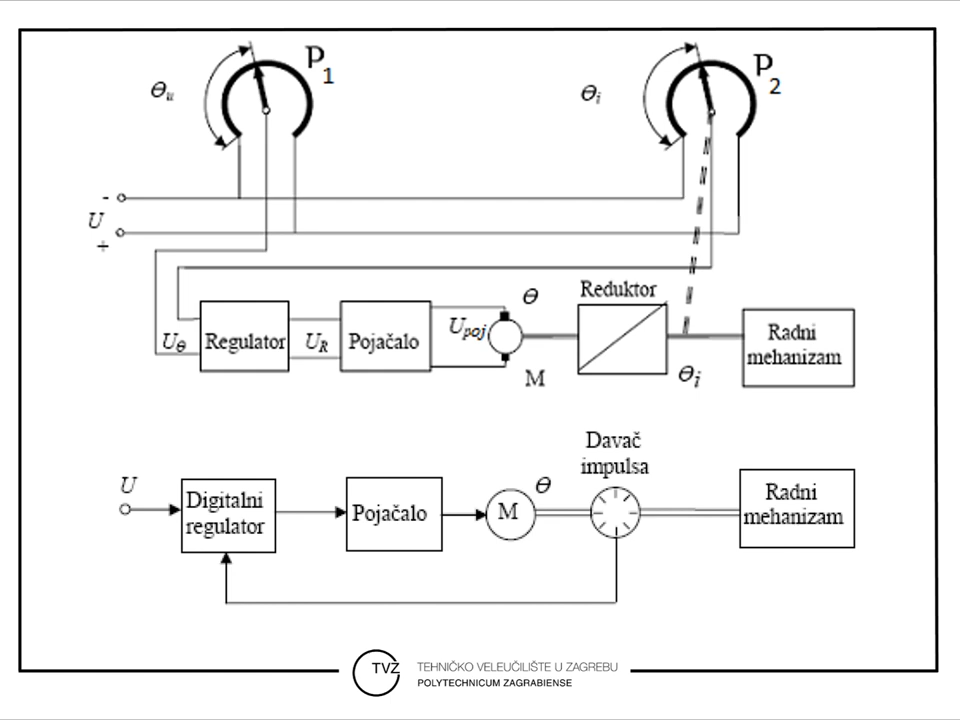 P1
Θu
P2
Θi
-
U
+
Reduktor
Θ
Uθ
Regulator
UR
Pojačalo
Upoj
M
Θi
Radni
mehanizam
Davač
impulsa
U
Digitalni
regulator
Pojačalo
M
Θ
Radni
mehanizam
TVZ
TEHNIČKO VELEUČILIŠTE U ZAGREBU
POLYTECHNICUM ZAGRABIENSE